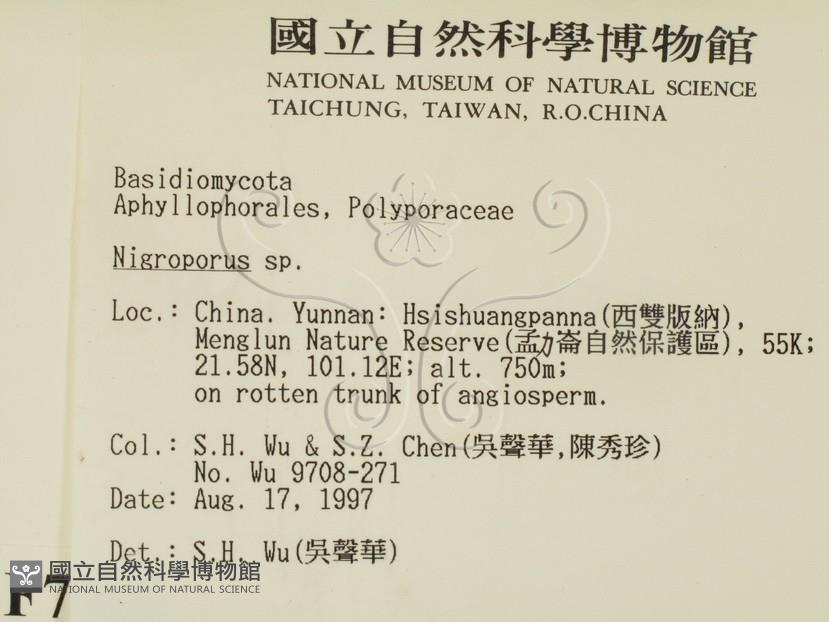 國立自然科學博物館
NATIONAL MUSEUM OF NATURAL SCIENCE
TAICHUNG, TAIWAN, R.O.CHINA
Basidiomycota
Aphyllophorales, Polyporaceae
Nigroporus sp.
Loc.: China. Yunnan: Hsishuangpanna(西雙版納),
Menglun Nature Reserve(孟力崙自然保護區), 55K;
21.58N, 101.12E; alt. 750m;
on rotten trunk of angiosperm.
Col.: S.H. Wu & S.Z. Chen(吳聲華,陳秀珍)
No. Wu 9708-271
Date: Aug. 17, 1997
Det.: S.H. Wu(吳聲華)
國立自然科學博物館
NATIONAL MUSEUM OF NATURAL SCIENCE
F 7